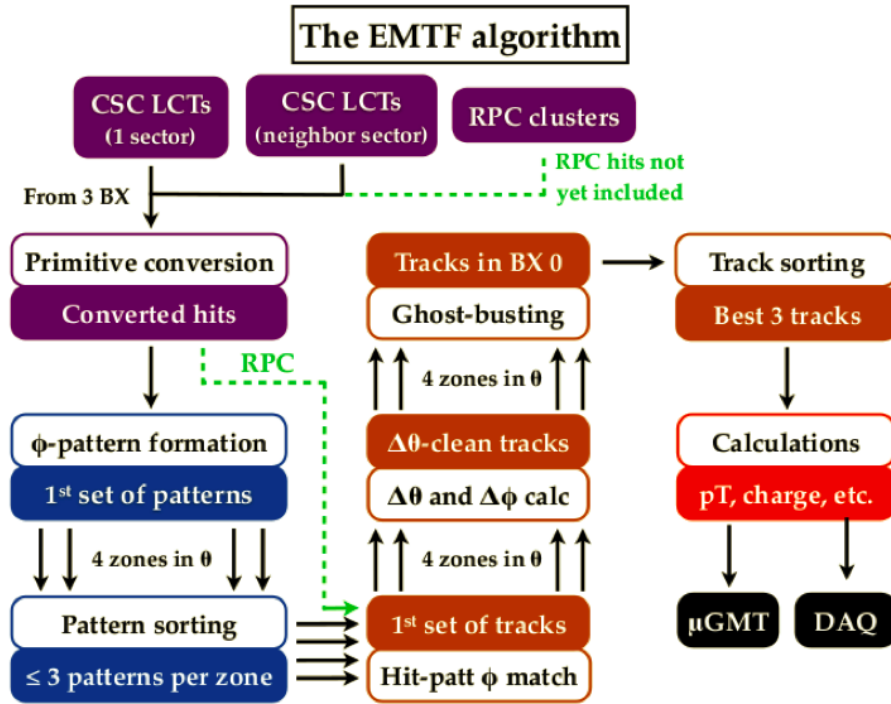 The EMTF algorithm
CSC LCTs
(1 sector)
CSC LCTs
(neighbor sector)
RPC clusters
RPC hits not
yet included
From 3 BX
Primitive conversion
Converted hits
RPC
ϕ-pattern formation
1st set of patterns
4 zones in θ
Pattern sorting
≤ 3 patterns per zone
Tracks in BX 0
Ghost-busting
4 zones in θ
Δθ-clean tracks
Δθ and Δϕ calc
4 zones in θ
1st set of tracks
Hit-patt ϕ match
Track sorting
Best 3 tracks
Calculations
pT, charge, etc.
μGMT
DAQ